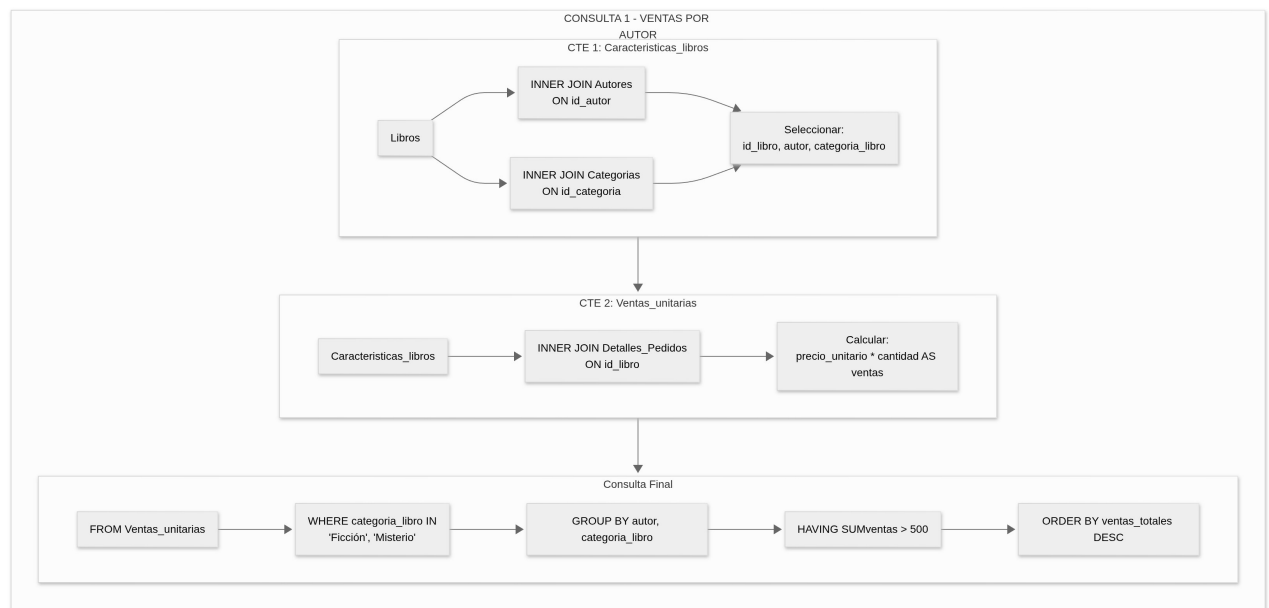 CONSULTA 1 - VENTAS POR
AUTOR
CTE 1: Caracteristicas_libros
Libros
INNER JOIN Autores
ON id_autor
INNER JOIN Categorias
ON id_categoria
Seleccionar:
id_libro, autor, categoria_libro
CTE 2: Ventas_unitarias
Caracteristicas_libros
INNER JOIN Detalles_Pedidos
ON id_libro
Calcular:
precio_unitario * cantidad AS
ventas
Consulta Final
FROM Ventas_unitarias
WHERE categoria_libro IN
'Ficción', 'Misterio'
GROUP BY autor,
categoria_libro
HAVING SUMventas > 500
ORDER BY ventas_totales
DESC